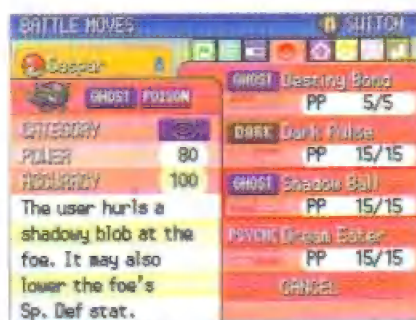 BATTLE MOVES
SWITCH
GHOST POISON
CATEGORY
POWER 80
ACCURACY 100
The user hurls a
shadowy blob at the
foe. It may also
lower the foe's
Sp. Def stat.
GHOST Destiny Bond
PP 5/5
DARK Dark Pulse
PP 15/15
GHOST Shadow Ball
PP 15/15
PSYCHC Dream Eater
PP 15/15
CANCEL